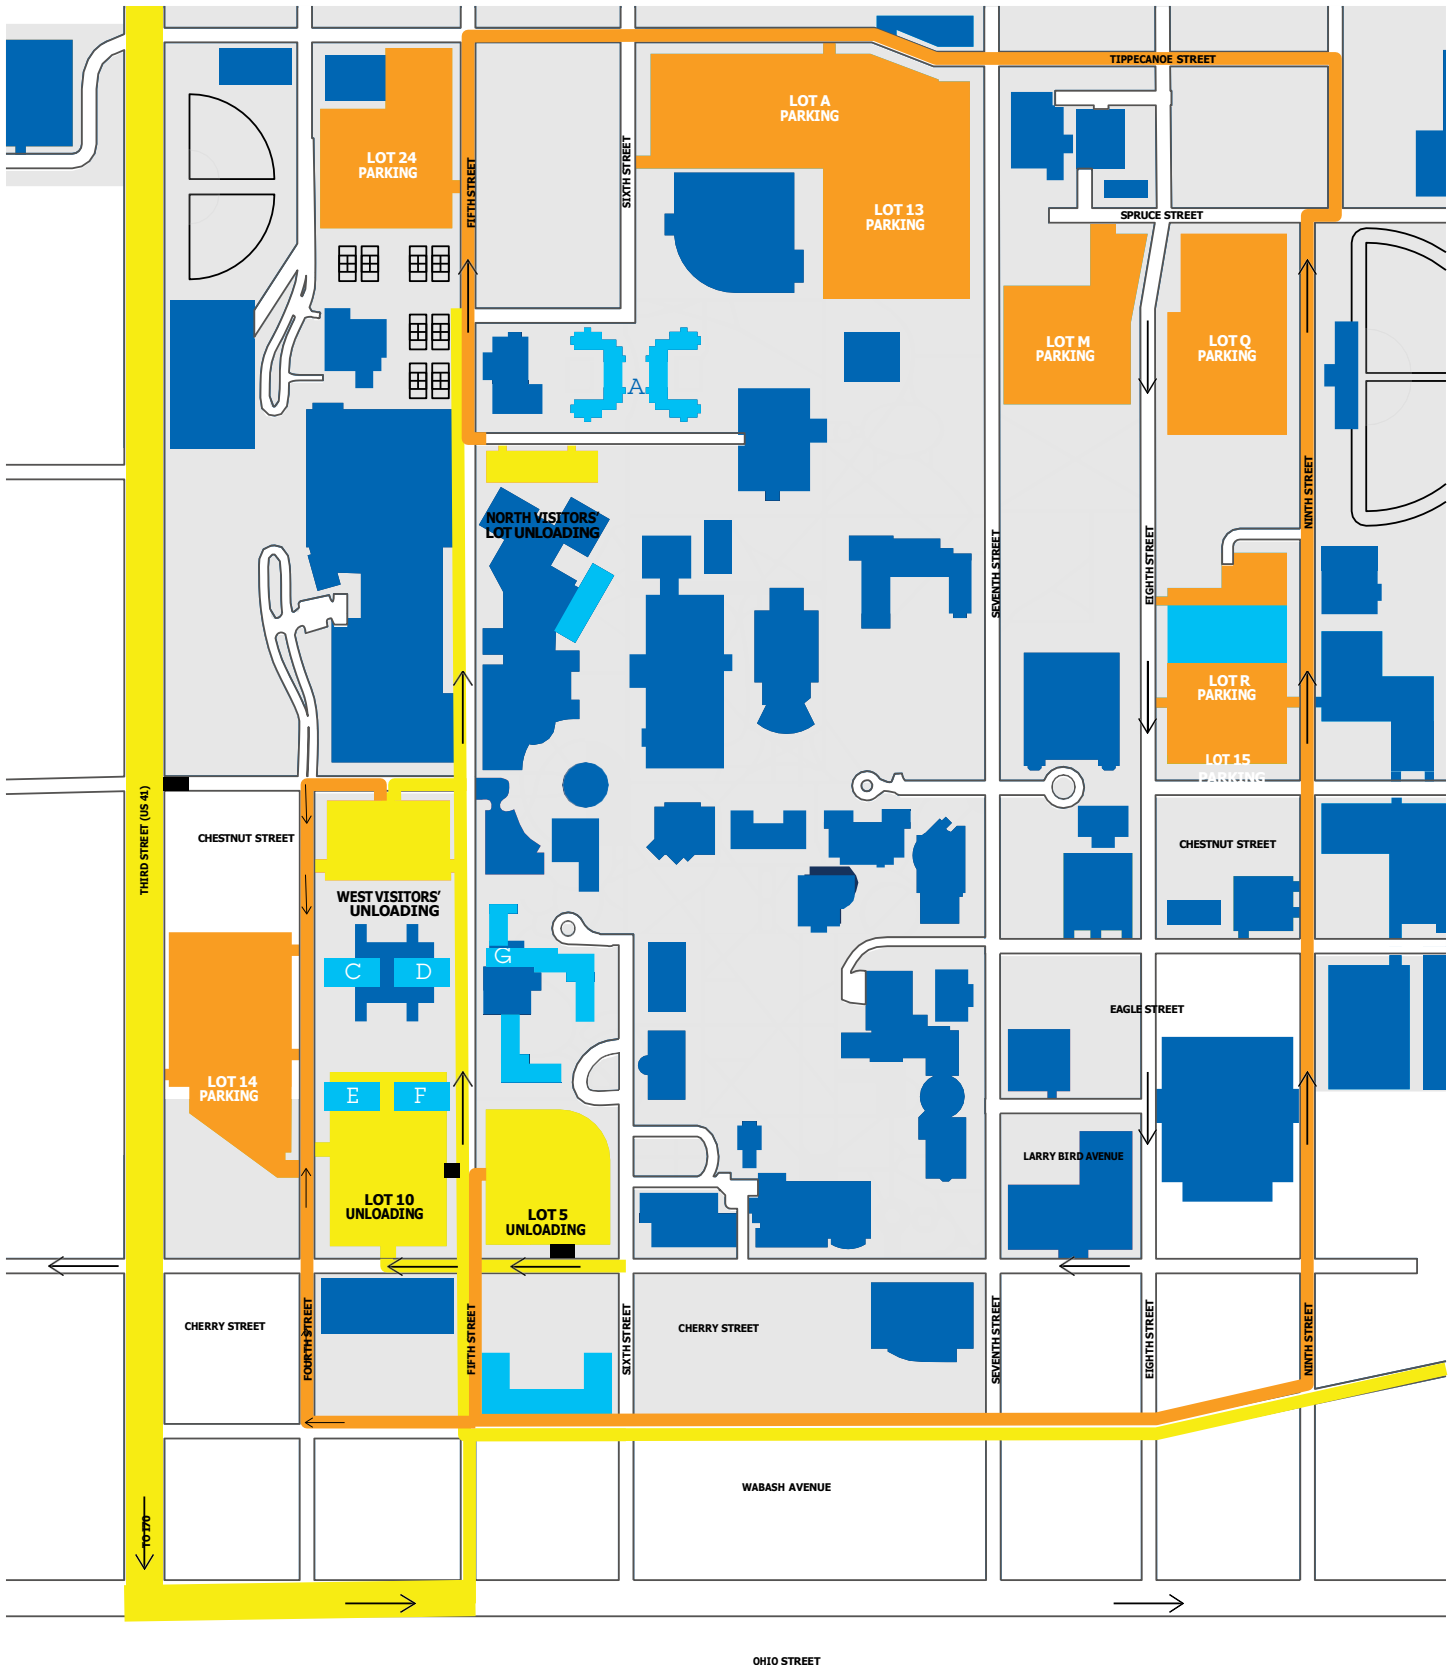 TIPPECANOE STREET
LOT A
PARKING
LOT 24
PARKING
FIFTH STREET
SIXTH STREET
LOT 13
PARKING
SPRUCE STREET
LOT M
PARKING
LOT Q
PARKING
A
NINTH STREET
NORTH VISITORS’
LOT UNLOADING
SEVENTH STREET
EIGHTH STREET
LOT R
PARKING
LOT 15
PARKING
THIRD STREET (US 41)
CHESTNUT STREET
CHESTNUT STREET
WEST VISITORS’
UNLOADING
C
D
G
EAGLE STREET
LOT 14
PARKING
E
F
LARRY BIRD AVENUE
LOT 10
UNLOADING
LOT 5
UNLOADING
CHERRY STREET
FOURTH STREET
FIFTH STREET
SIXTH STREET
CHERRY STREET
SEVENTH STREET
EIGHTH STREET
NINTH STREET
WABASH AVENUE
TO I70
OHIO STREET